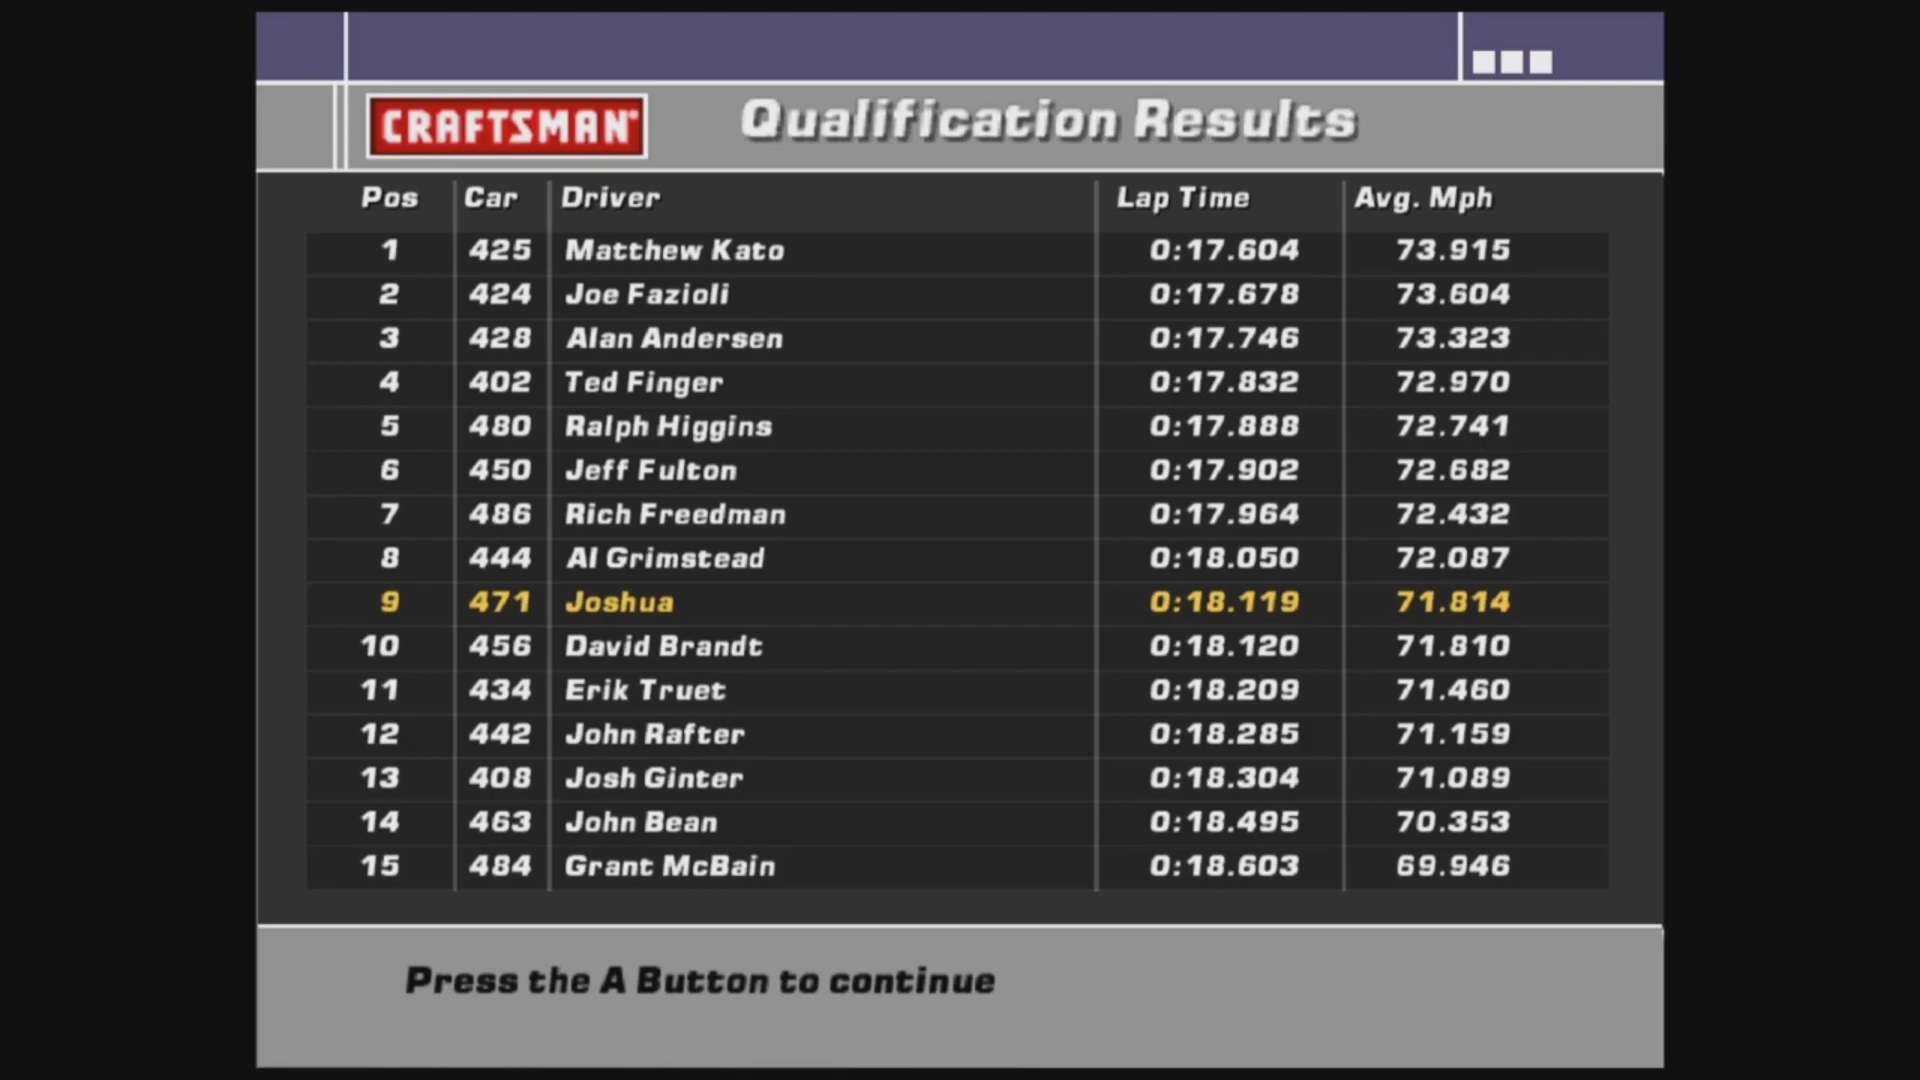 CRAFTSMAN
Qualification Results
Pos Car Driver Lap Time Avg. Mph
1 425 Matthew Kato 0:17.604 73.915
2 424 Joe Fazioli 0:17.678 73.604
3 428 Alan Andersen 0:17.746 73.323
4 402 Ted Finger 0:17.832 72.970
5 480 Ralph Higgins 0:17.888 72.741
6 450 Jeff Fulton 0:17.902 72.682
7 486 Rich Freedman 0:17.964 72.432
8 444 Al Grimstead 0:18.050 72.087
9 471 Joshua 0:18.119 71.814
10 456 David Brandt 0:18.120 71.810
11 434 Erik Truet 0:18.209 71.460
12 442 John Rafter 0:18.285 71.159
13 408 Josh Ginter 0:18.304 71.089
14 463 John Bean 0:18.495 70.353
15 484 Grant McBain 0:18.603 69.946
Press the A Button to continue